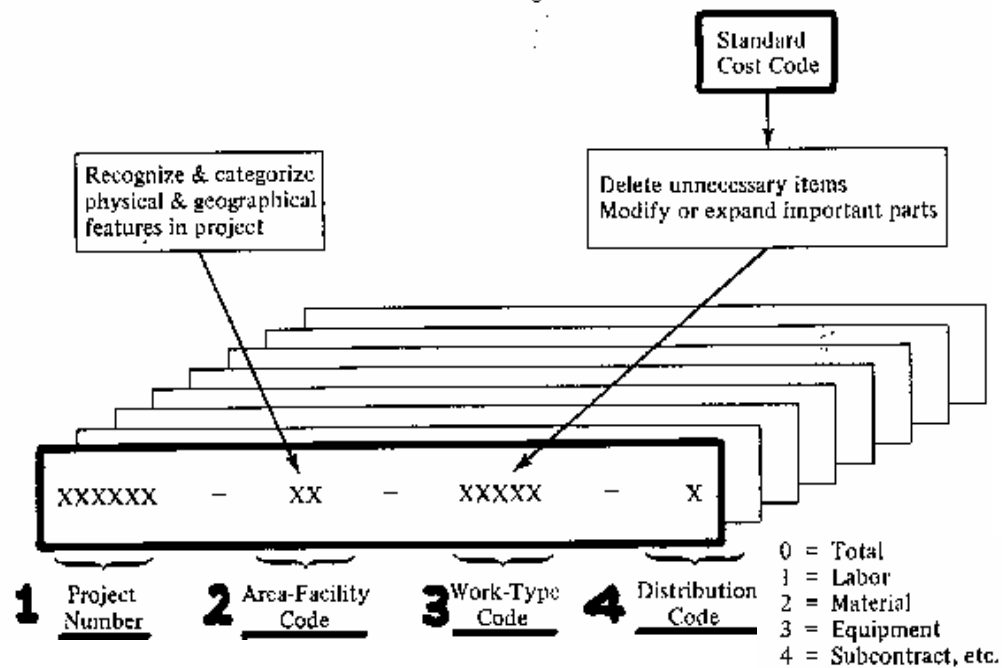 Standard
Cost Code
Recognize & categorize
physical & geographical
features in project
Delete unnecessary items
Modify or expand important parts
XXXXXX – XX – XXXXX – X
1 Project
Number
2 Area-Facility
Code
3 Work-Type
Code
4 Distribution
Code
0 = Total
1 = Labor
2 = Material
3 = Equipment
4 = Subcontract, etc.